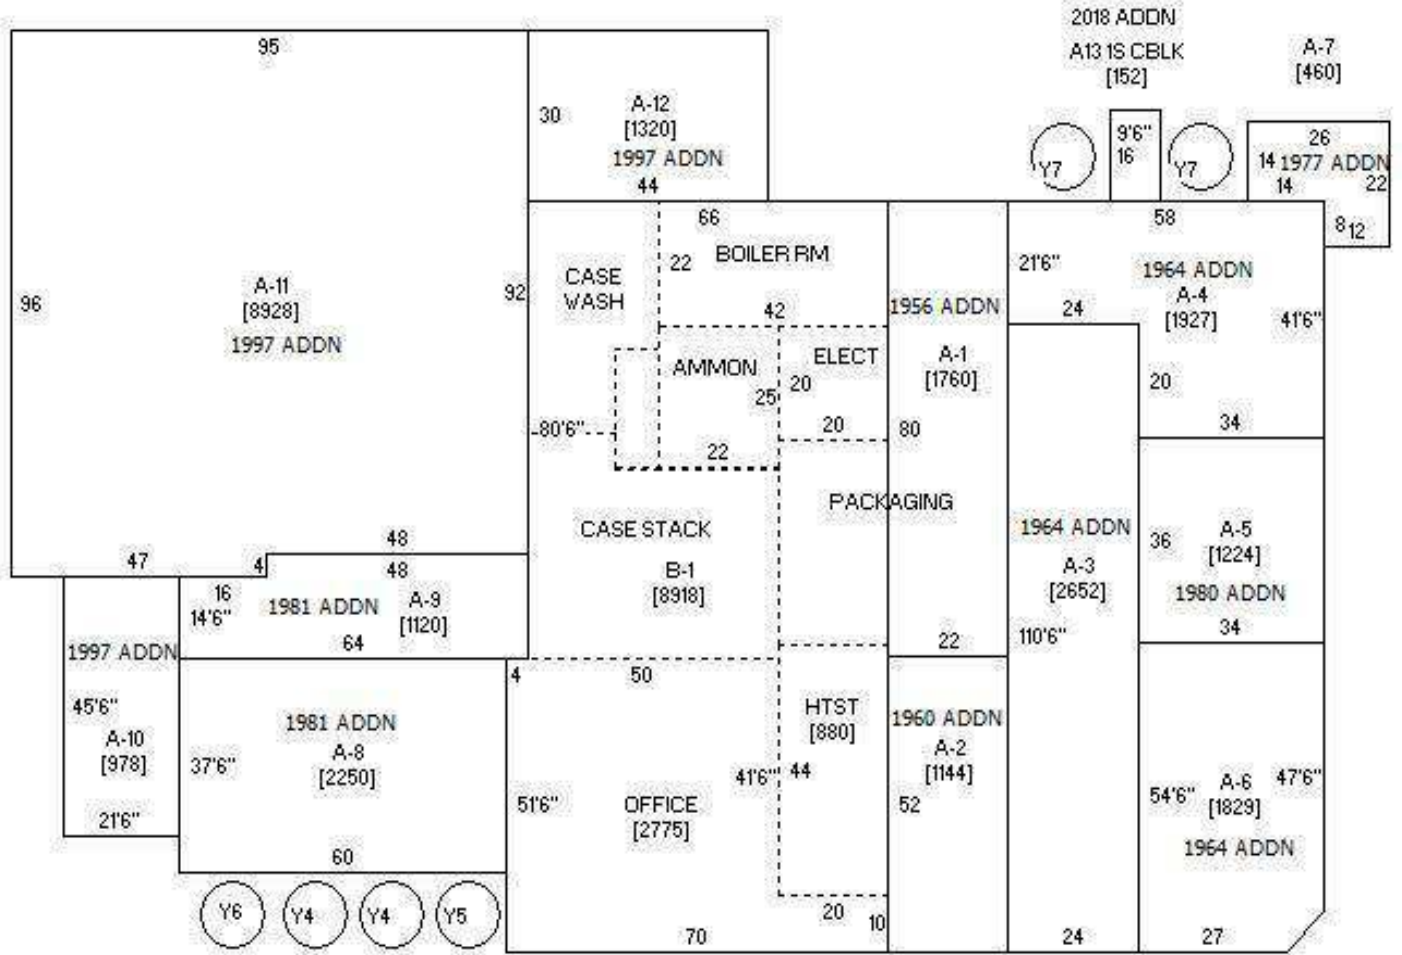 2018 ADDN
A13 1S CBLK
[152]
A-7
[460]
95
30
A-12
[1320]
1997 ADDN
44
9'6"
16
Y7
Y7
26
14 1977 ADDN
14
22
8 12
66
58
96
A-11
[8928]
1997 ADDN
92
CASE
WASH
22
BOILER RM
42
1956 ADDN
21'6"
24
1964 ADDN
A-4
[1927]
41'6"
AMMON
25
ELECT
20
20
A-1
[1760]
20
34
80'6"
22
80
PACKAGING
CASE STACK
B-1
[8918]
1964 ADDN
A-3
[2652]
110'6"
36
A-5
[1224]
1980 ADDN
34
47
4
48
48
16
14'6"
1981 ADDN
A-9
[1120]
64
22
1997 ADDN
45'6"
A-10
[978]
21'6"
1981 ADDN
A-8
[2250]
37'6"
60
4
50
HTST
[880]
41'6"
44
51'6"
OFFICE
[2775]
20
10
70
1960 ADDN
A-2
[1144]
52
24
54'6"
47'6"
A-6
[1829]
1964 ADDN
27
Y6
Y4
Y4
Y5